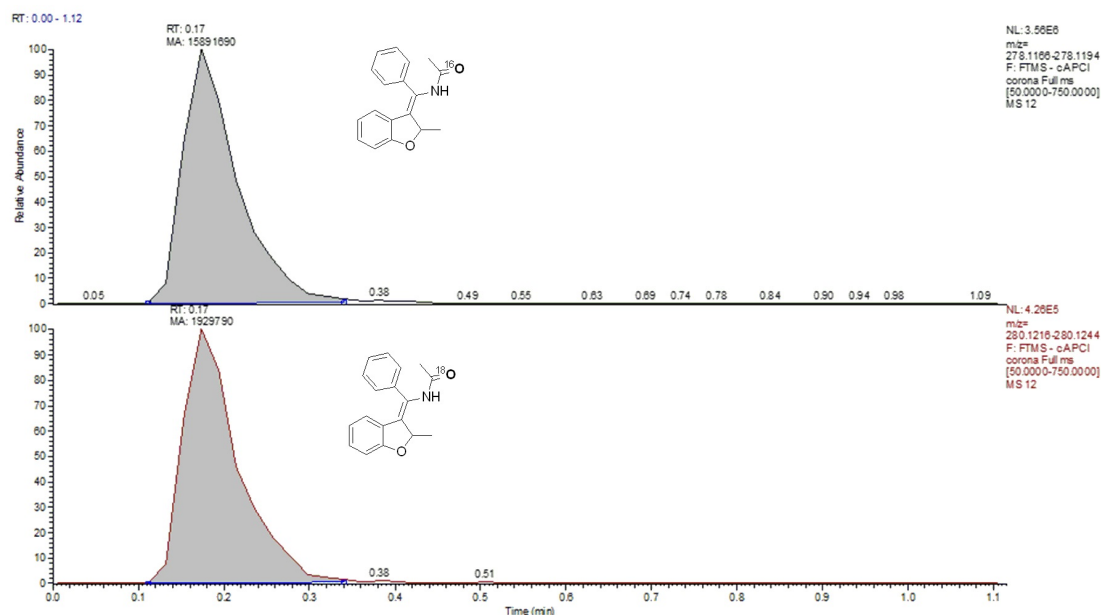 RT: 0.00 - 1.12
RT: 0.17
MA: 15891690
NL: 3.56E6
m/z=
278.1166-278.1194
F: FTMS - cAPCI
corona Full ms
[50.0000-750.0000]
MS 12
16
O
NH
O
Relative Abundance
100
90
80
70
60
50
40
30
20
10
0
0.05
0.38
0.49
0.55
0.63
0.69
0.74
0.78
0.84
0.90
0.94
0.98
1.09
RT: 0.17
MA: 1929790
NL: 4.26E5
m/z=
280.1216-280.1244
F: FTMS - cAPCI
corona Full ms
[50.0000-750.0000]
MS 12
18
O
NH
O
100
90
80
70
60
50
40
30
20
10
0
0.38
0.51
0.0
0.1
0.2
0.3
0.4
0.5
0.6
0.7
0.8
0.9
1.0
1.1
Time (min)